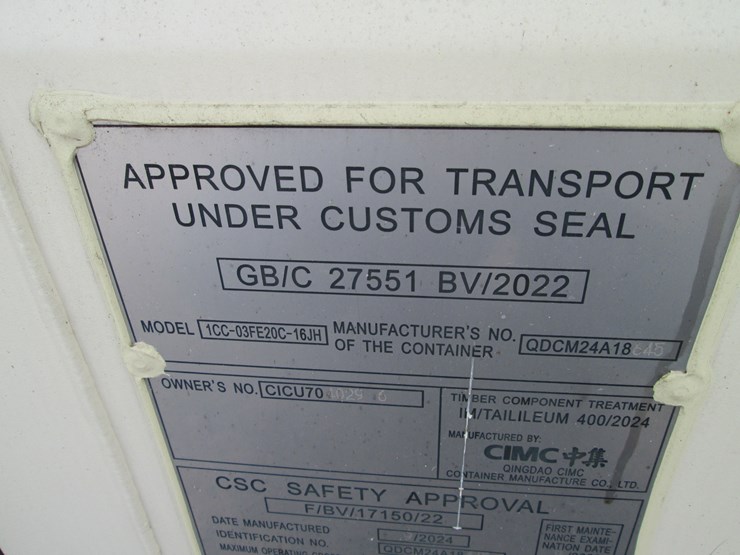 APPROVED FOR TRANSPORT
UNDER CUSTOMS SEAL
GB/C 27551 BV/2022
MODEL 1CC-03FE20C-16JH MANUFACTURER'S NO.
OF THE CONTAINER QDCM24A18
OWNER'S NO. CICU70
TIMBER COMPONENT TREATMENT
IM/TAILILEUM 400/2024
MANUFACTURED BY:
CIMC 中集
QINGDAO CIMC
CONTAINER MANUFACTURE CO., LTD.
CSC SAFETY APPROVAL
F/BV/17150/22
DATE MANUFACTURED /2024
IDENTIFICATION NO. QDCM24A18
MAXIMUM OPERATING
FIRST MAINTE-
NANCE EXAMI-
NATION DATE